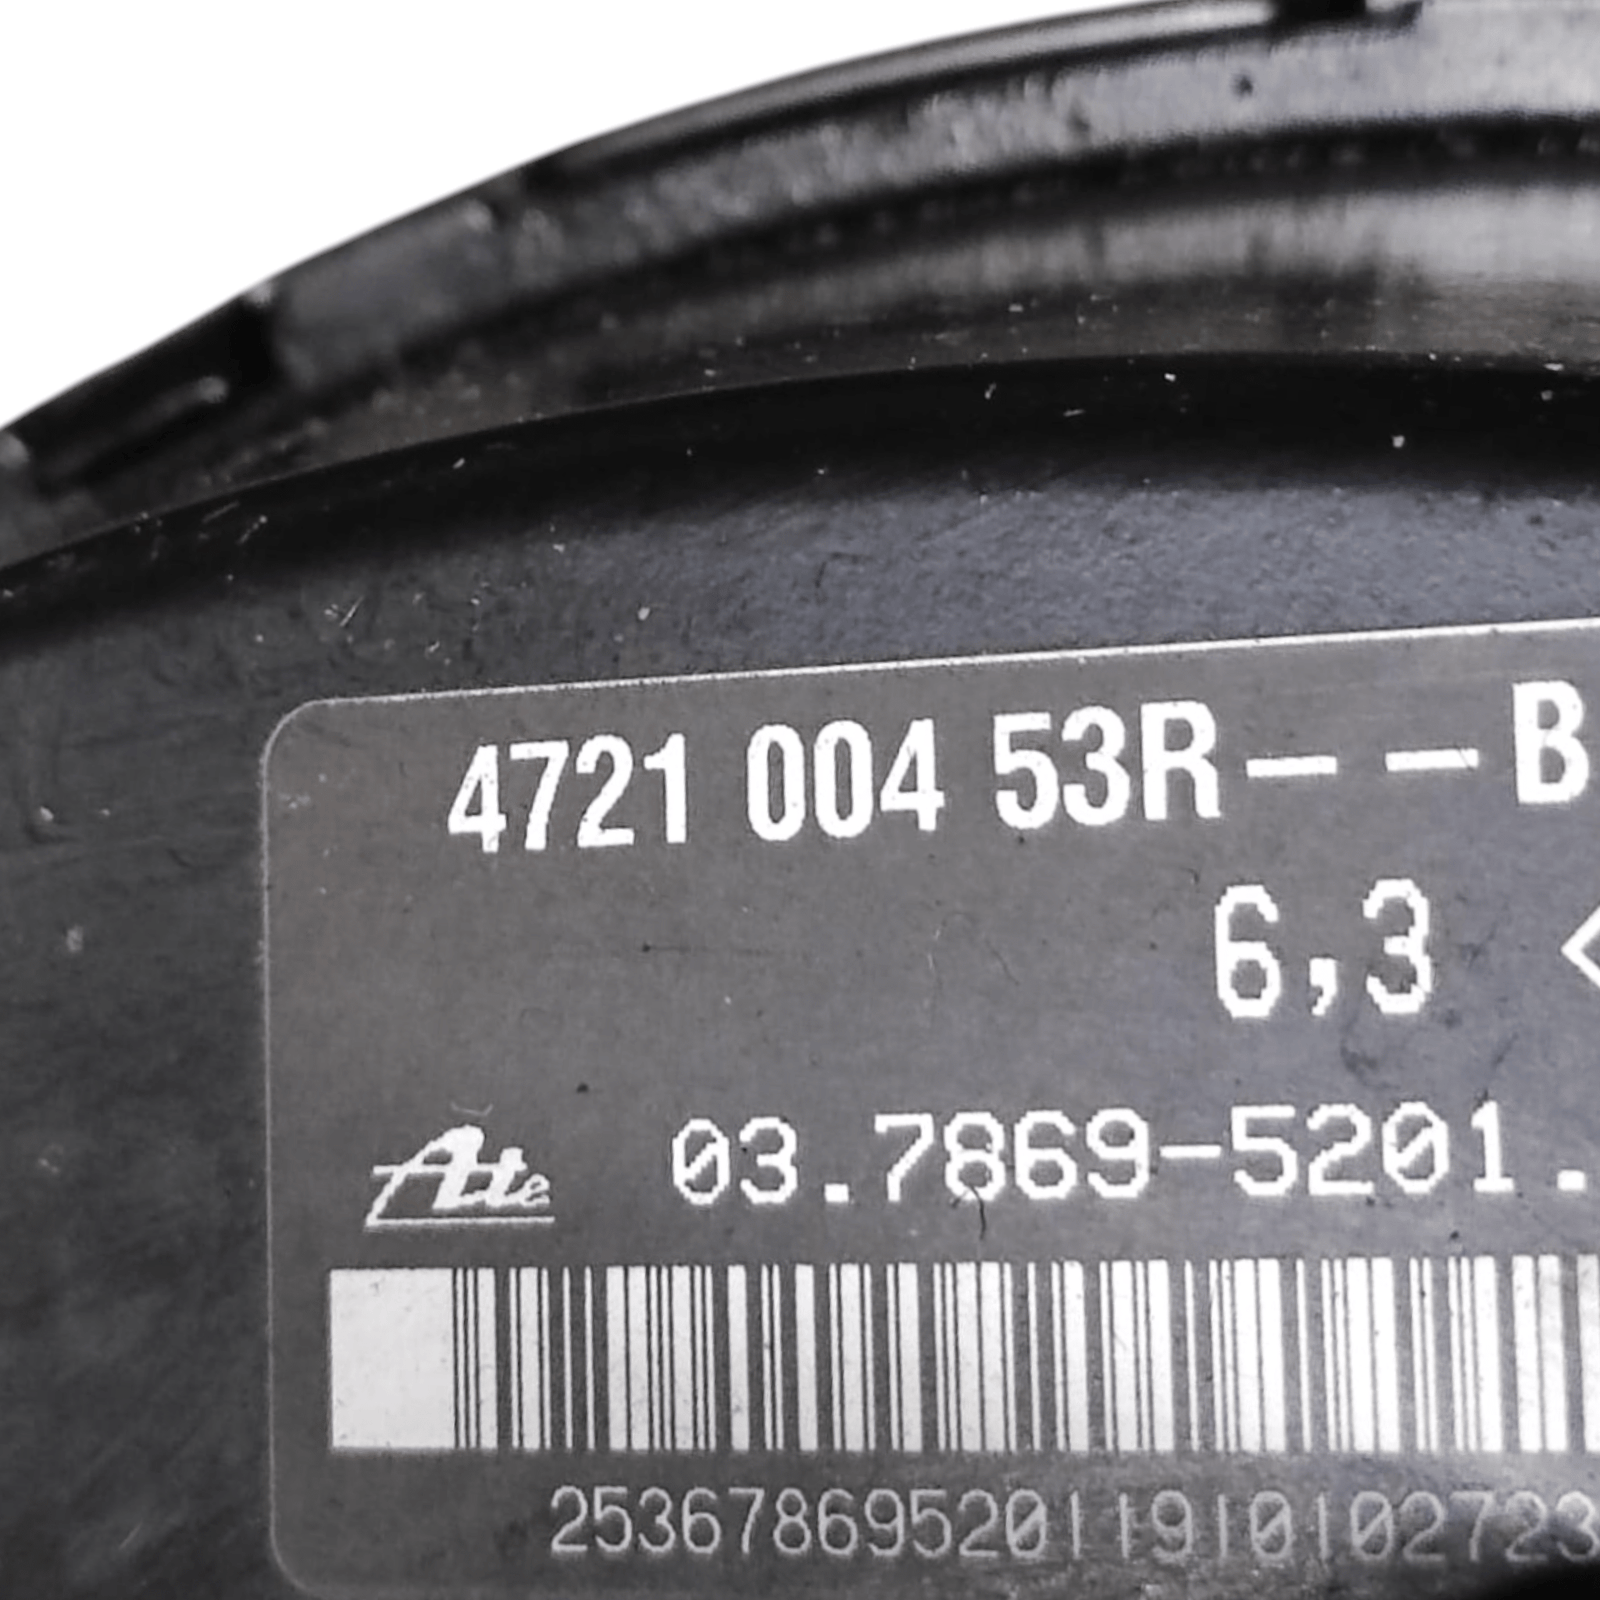 4721 004 53R--B
6,3
Ate 03.7869-5201.
2536786952011910102723